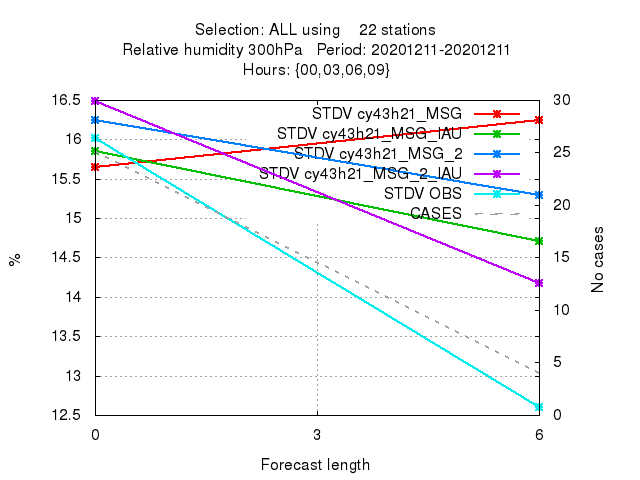 Selection: ALL using 22 stations
Relative humidity 300hPa Period: 20201211-20201211
Hours: {00,03,06,09}
STDV cy43h21_MSG
STDV cy43h21_MSG_IAU
STDV cy43h21_MSG_2
STDV cy43h21_MSG_2_IAU
STDV OBS
CASES
16.5
16
15.5
15
14.5
14
13.5
13
12.5
%
30
25
20
15
10
5
0
No cases
0 3 6
Forecast length